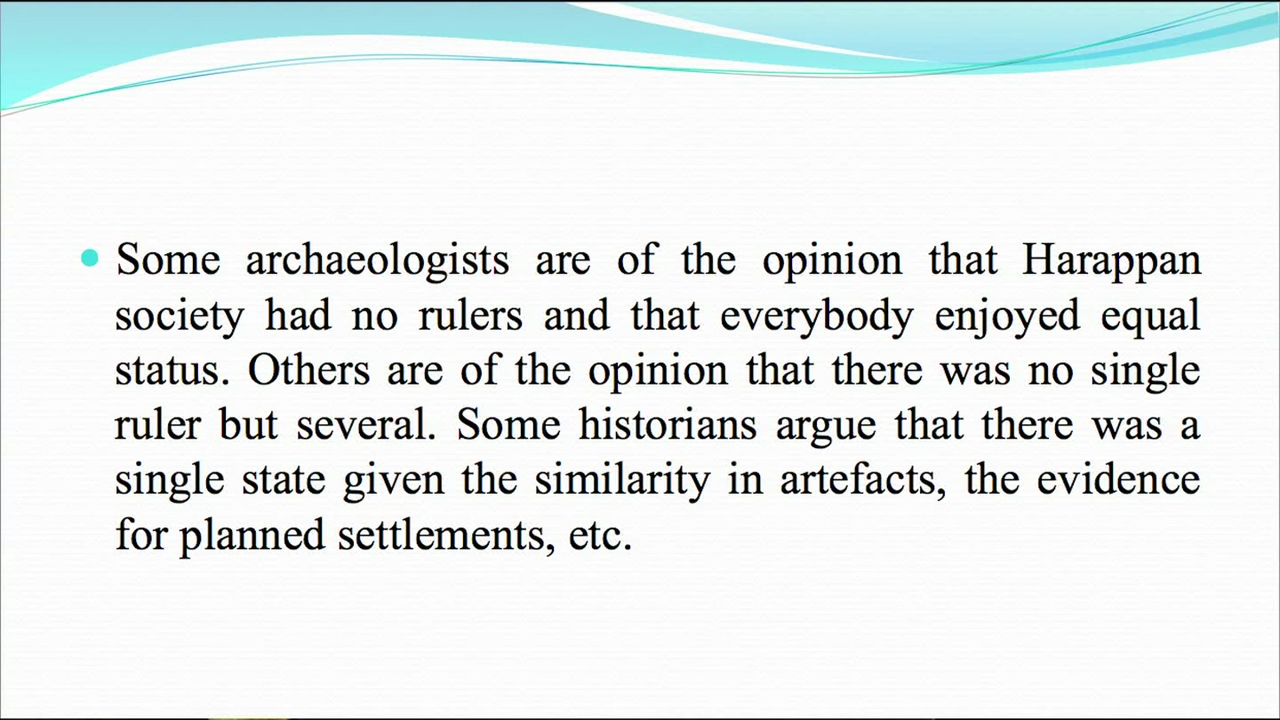 Some archaeologists are of the opinion that Harappan
society had no rulers and that everybody enjoyed equal
status. Others are of the opinion that there was no single
ruler but several. Some historians argue that there was a
single state given the similarity in artefacts, the evidence
for planned settlements, etc.